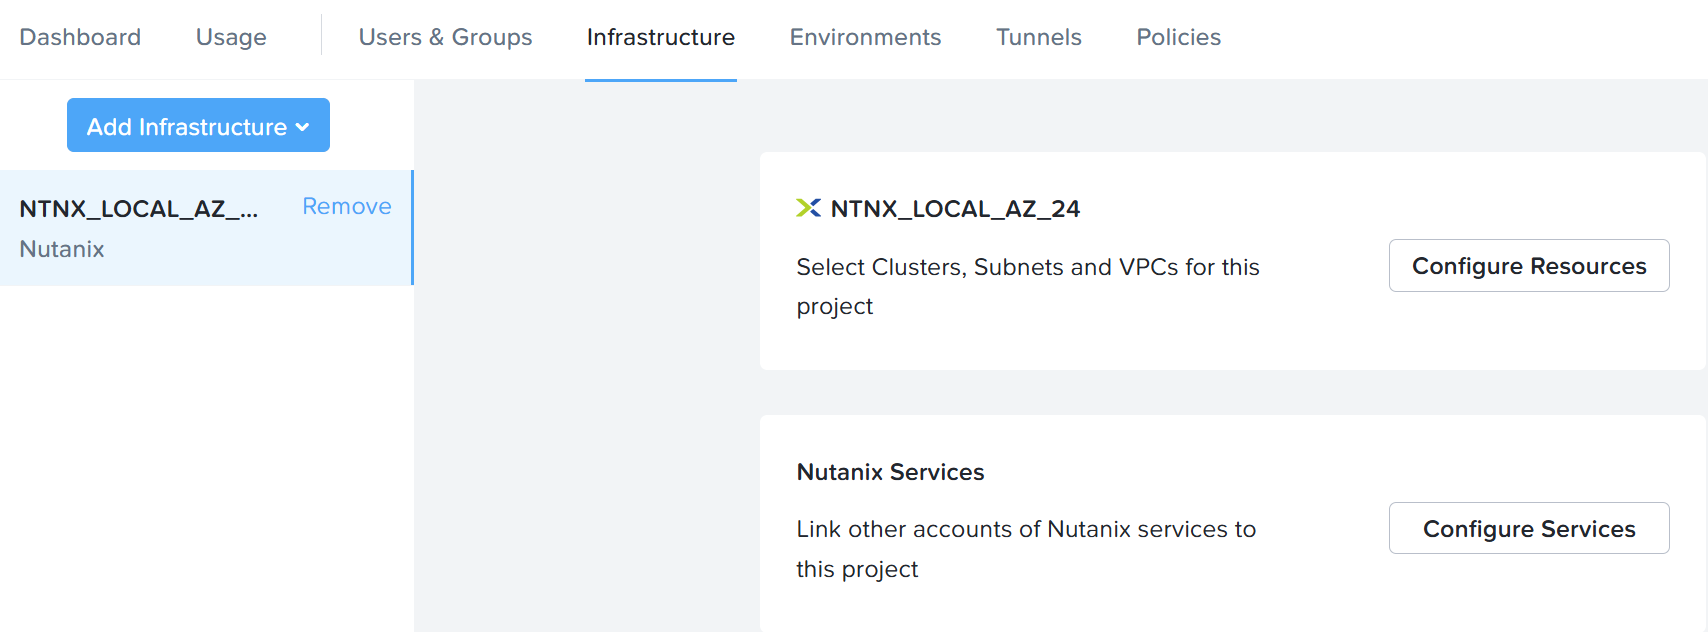 Dashboard Usage Users & Groups Infrastructure Environments Tunnels Policies
Add Infrastructure
NTNX_LOCAL_AZ_... Remove
Nutanix
NTNX_LOCAL_AZ_24
Select Clusters, Subnets and VPCs for this
project
Configure Resources
Nutanix Services
Link other accounts of Nutanix services to
this project
Configure Services